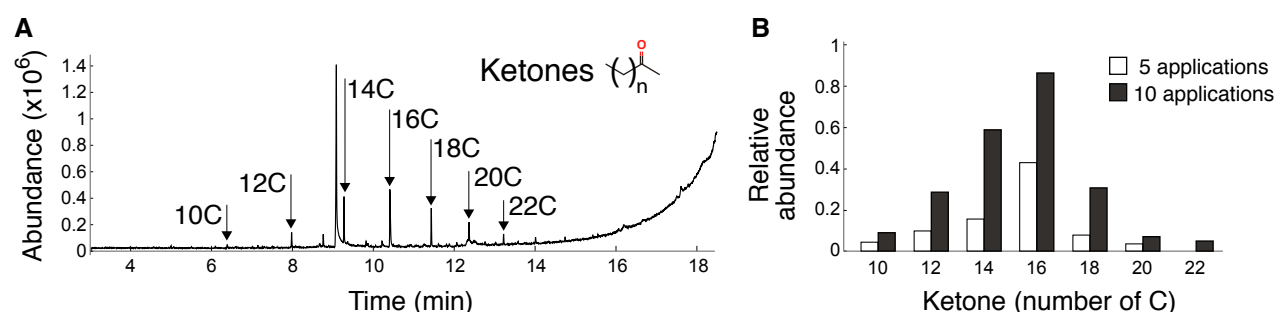 A
Abundance (x10⁶)
1.4
1.2
1
0.8
0.6
0.4
0.2
0
4
6
8
10
12
14
16
18
Time (min)
10C
12C
14C
16C
18C
20C
22C
Ketones
O
( )n
B
Relative
abundance
1
0.8
0.6
0.4
0.2
0
10
12
14
16
18
20
22
Ketone (number of C)
5 applications
10 applications